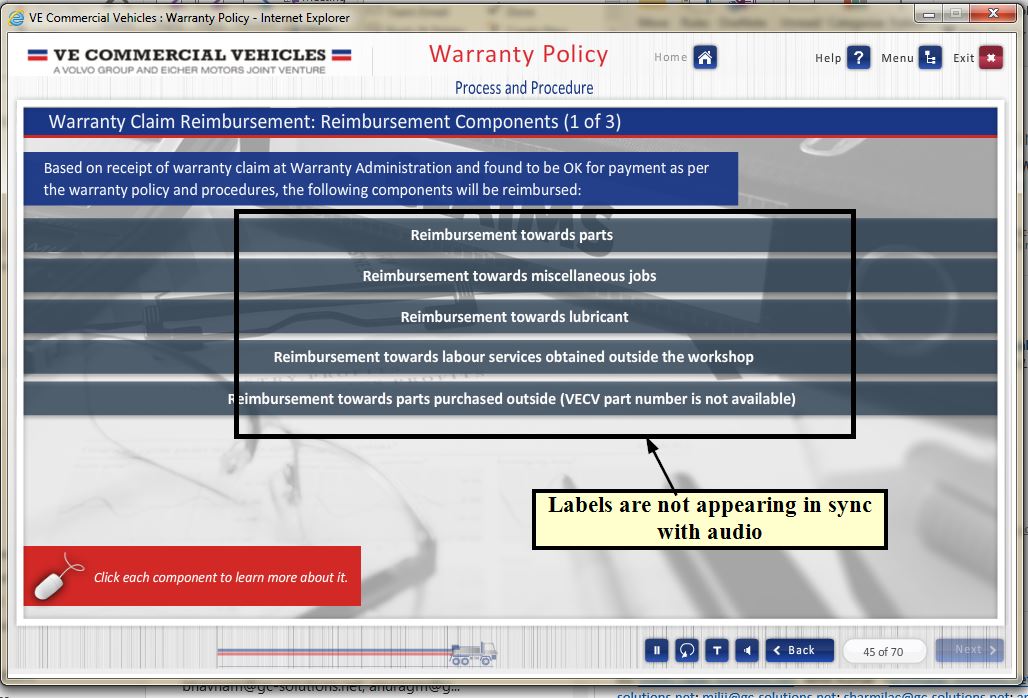 VE Commercial Vehicles : Warranty Policy - Internet Explorer
VE COMMERCIAL VEHICLES
A VOLVO GROUP AND EICHER MOTORS JOINT VENTURE
Warranty Policy
Process and Procedure
Home
Help ?
Menu
Exit
Warranty Claim Reimbursement: Reimbursement Components (1 of 3)
Based on receipt of warranty claim at Warranty Administration and found to be OK for payment as per
the warranty policy and procedures, the following components will be reimbursed:
CLAIMS
Reimbursement towards parts
Reimbursement towards miscellaneous jobs
Reimbursement towards lubricant
Reimbursement towards labour services obtained outside the workshop
Reimbursement towards parts purchased outside (VECV part number is not available)
Labels are not appearing in sync
with audio
Click each component to learn more about it.
T
Back
45 of 70
Next